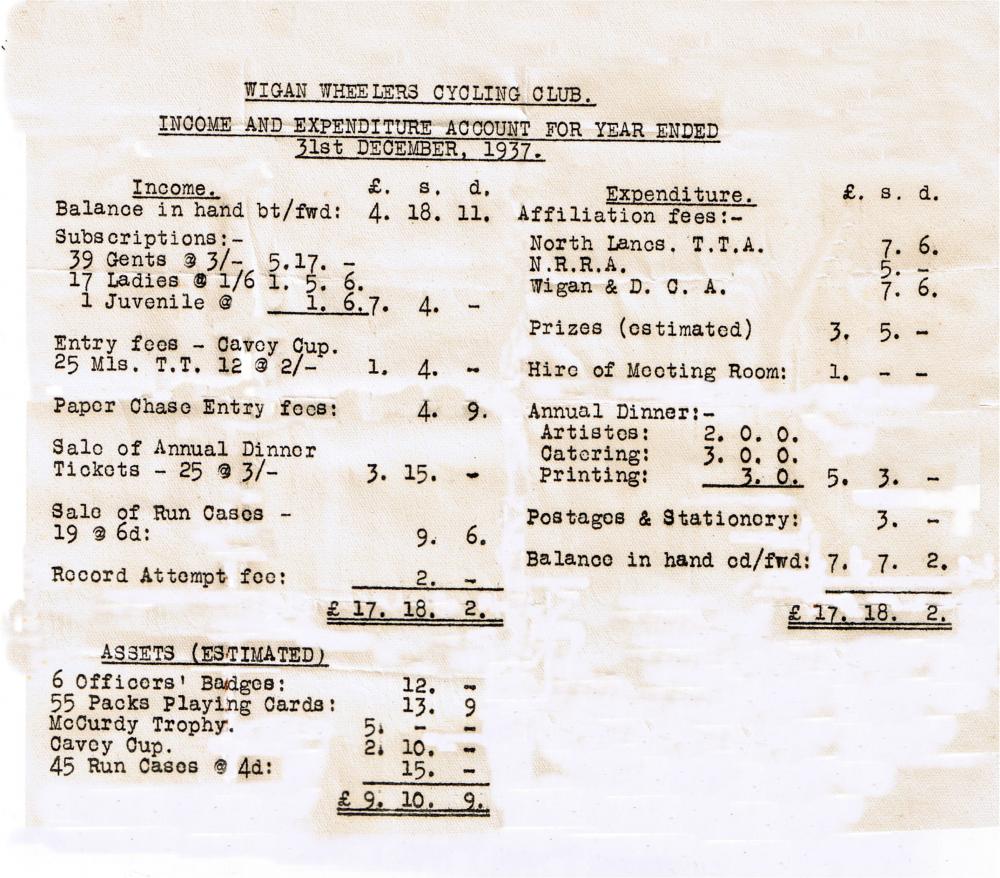 WIGAN WHEELERS CYCLING CLUB.
INCOME AND EXPENDITURE ACCOUNT FOR YEAR ENDED
31st DECEMBER, 1937.
Income. £. s. d.
Balance in hand bt/fwd: 4. 18. 11.
Subscriptions:-
39 Gents @ 3/- 5.17. -
17 Ladies @ 1/6 1. 5. 6.
1 Juvenile @ 1. 6. 7. 4. -
Entry fees - Cavey Cup.
25 Mls. T.T. 12 @ 2/- 1. 4. -
Paper Chase Entry fees: 4. 9.
Sale of Annual Dinner
Tickets - 25 @ 3/- 3. 15. -
Sale of Run Cases -
19 @ 6d: 9. 6.
Record Attempt fee: 2. -
£ 17. 18. 2.
Expenditure. £. s. d.
Affiliation fees:-
North Lancs. T.T.A. 7. 6.
N.R.R.A. 5. -
Wigan & D. C. A. 7. 6.
Prizes (estimated) 3. 5. -
Hire of Meeting Room: 1. - -
Annual Dinner:-
Artistes: 2. 0. 0.
Catering: 3. 0. 0.
Printing: 3. 0. 5. 3. -
Postages & Stationery: 3. -
Balance in hand cd/fwd: 7. 7. 2.
£ 17. 18. 2.
ASSETS (ESTIMATED)
6 Officers' Badges: 12. -
55 Packs Playing Cards: 13. 9
McCurdy Trophy. 5. - -
Cavey Cup. 2. 10. -
45 Run Cases @ 4d: 15. -
£ 9. 10. 9.